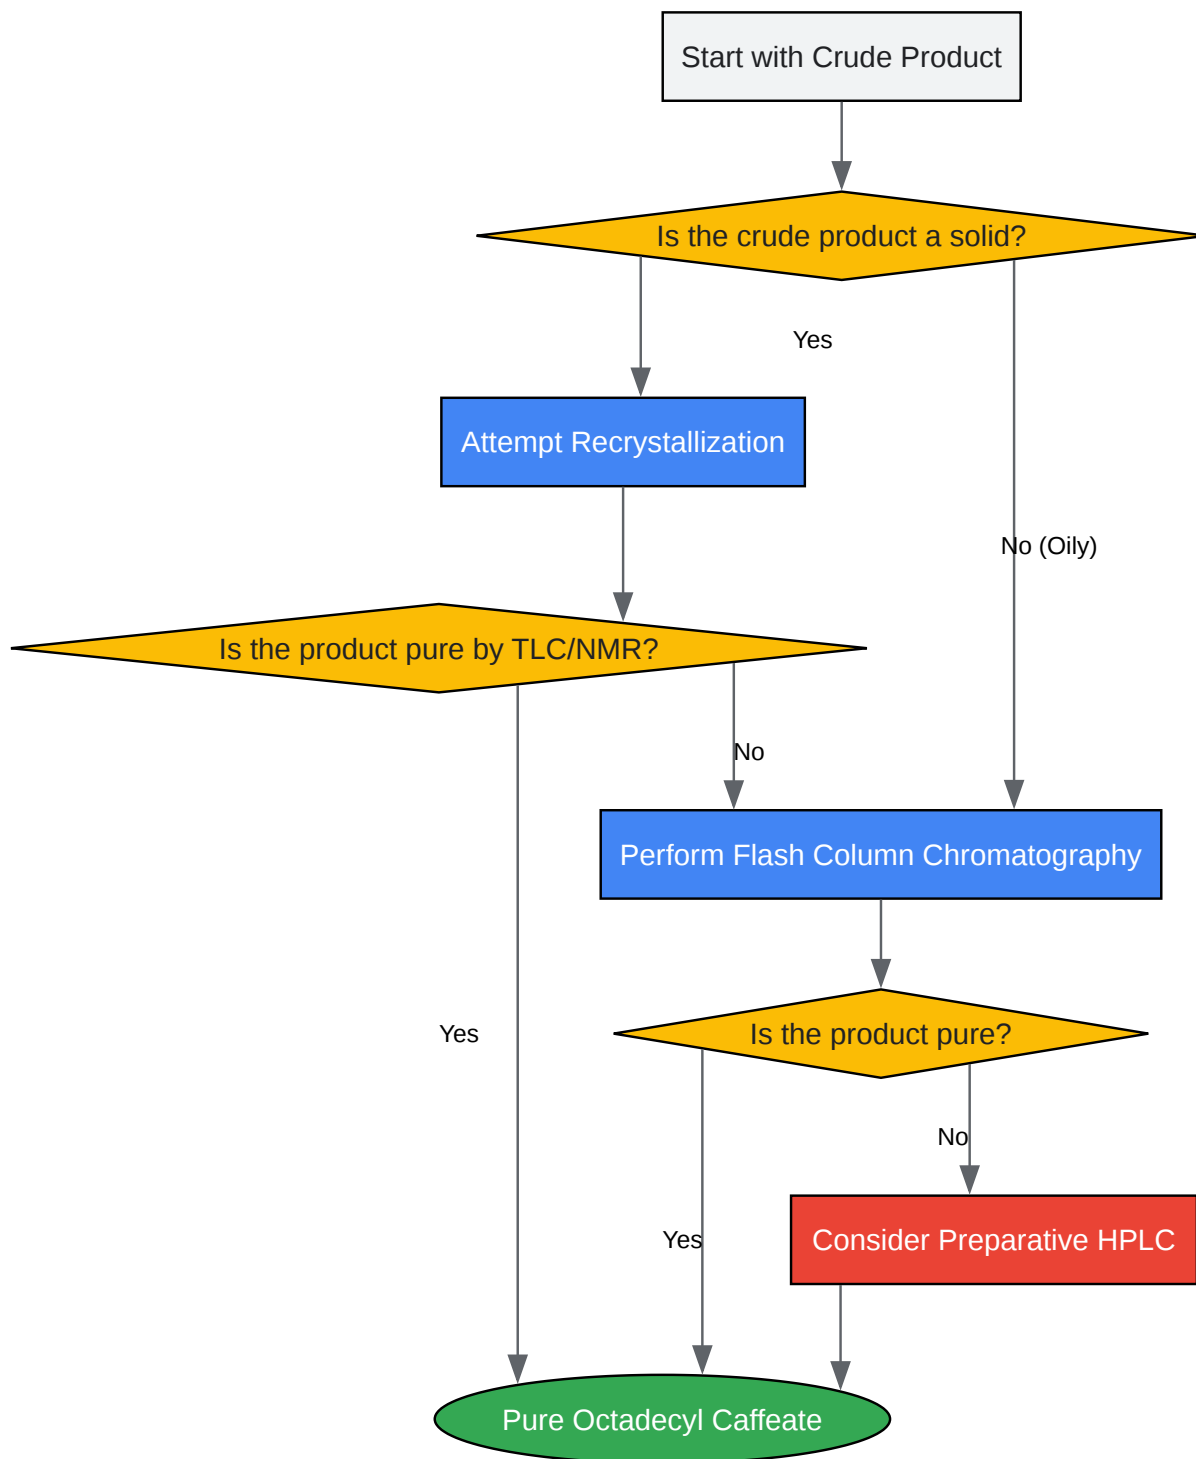 Start with Crude Product
Is the crude product a solid?
Yes
Attempt Recrystallization
No (Oily)
Is the product pure by TLC/NMR?
No
Perform Flash Column Chromatography
Yes
Is the product pure?
No
Yes
Consider Preparative HPLC
Pure Octadecyl Caffeate